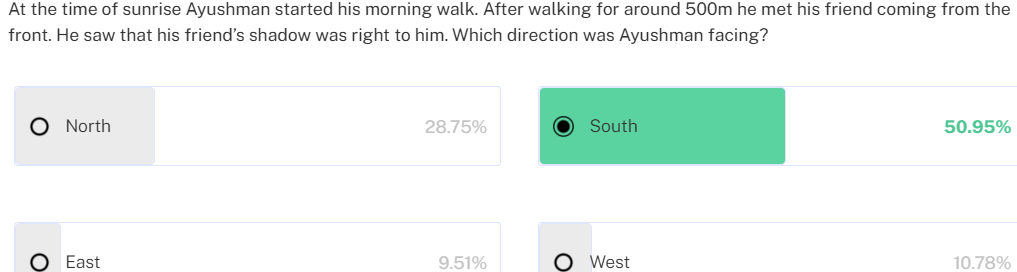 At the time of sunrise Ayushman started his morning walk. After walking for around 500m he met his friend coming from the
front. He saw that his friend's shadow was right to him. Which direction was Ayushman facing?
North 28.75%
South 50.95%
East 9.51%
West 10.78%